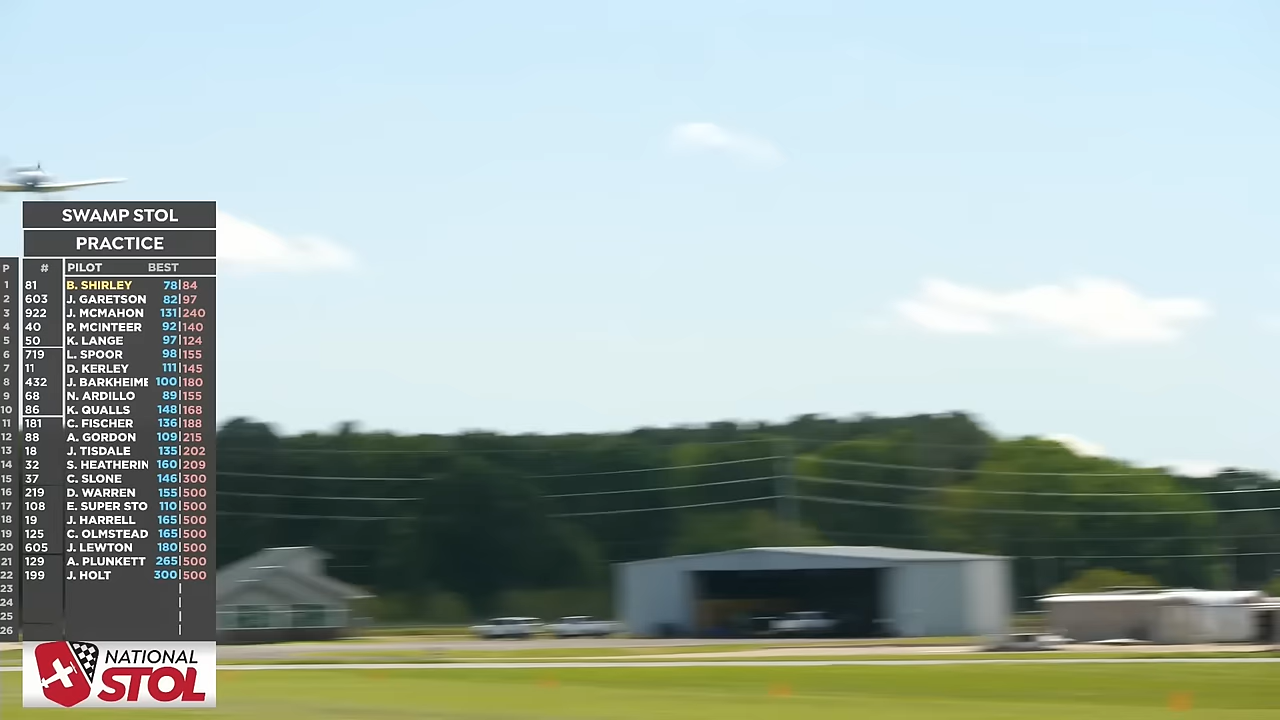 SWAMP STOL
PRACTICE
P # PILOT BEST
1 81 B. SHIRLEY 78|84
2 603 J. GARETSON 82|97
3 922 J. MCMAHON 131|240
4 40 P. MCINTEER 92|140
5 50 K. LANGE 97|124
6 719 L. SPOOR 98|155
7 11 D. KERLEY 111|145
8 432 J. BARKHEIME 100|180
9 68 N. ARDILLO 89|155
10 86 K. QUALLS 148|168
11 181 C. FISCHER 136|188
12 88 A. GORDON 109|215
13 18 J. TISDALE 135|202
14 32 S. HEATHERIN 160|209
15 37 C. SLONE 146|300
16 219 D. WARREN 155|500
17 108 E. SUPER STO 110|500
18 19 J. HARRELL 165|500
19 125 C. OLMSTEAD 165|500
20 605 J. LEWTON 180|500
21 129 A. PLUNKETT 265|500
22 199 J. HOLT 300|500
23
24
25
26
NATIONAL
STOL